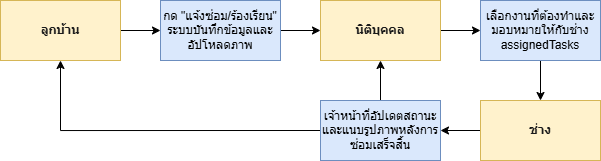 ลูกบ้าน
กด "แจ้งซ่อม/ร้องเรียน"
ระบบบันทึกข้อมูลและ
อัปโหลดภาพ
นิติบุคคล
เลือกงานที่ต้องทำและ
มอบหมายให้กับช่าง
assignedTasks
เจ้าหน้าที่อัปเดตสถานะ
และแนบรูปภาพหลังการ
ซ่อมเสร็จสิ้น
ช่าง